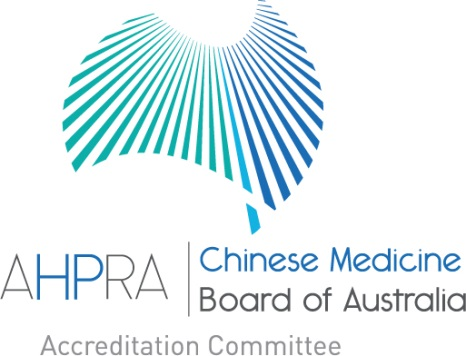 AHPRA
Chinese Medicine
Board of Australia
Accreditation Committee